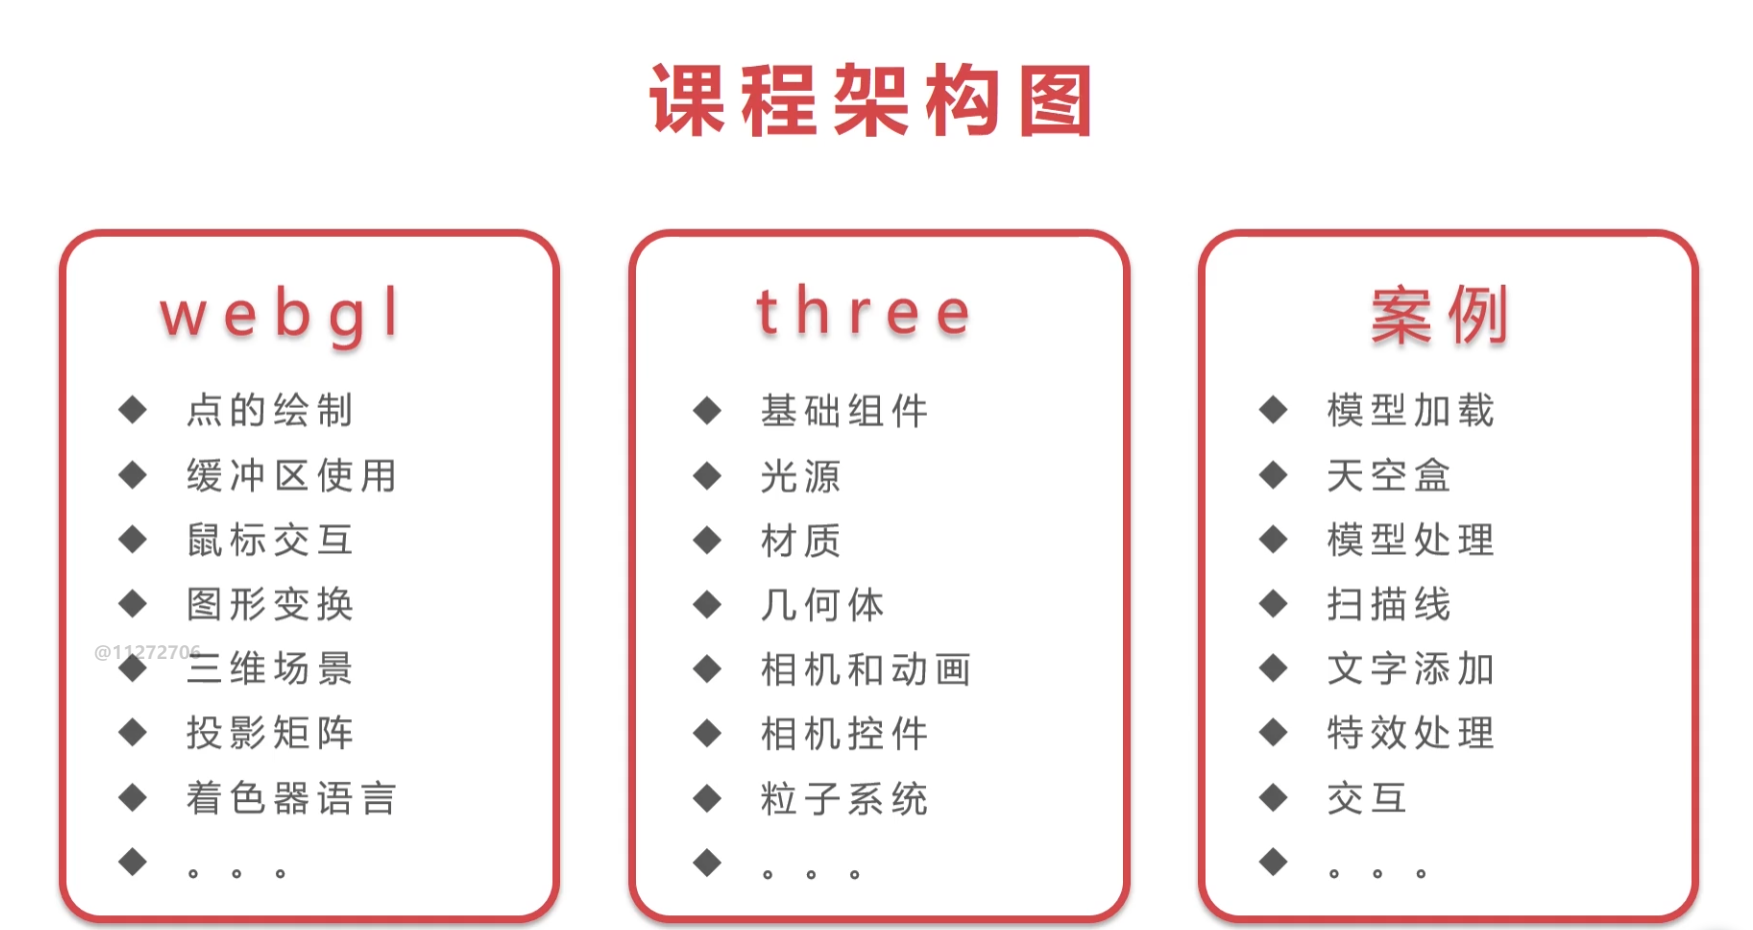 课程架构图
webgl
◆ 点的绘制
◆ 缓冲区使用
◆ 鼠标交互
◆ 图形变换
@11272706
◆ 三维场景
◆ 投影矩阵
◆ 着色器语言
◆ 。。。
three
◆ 基础组件
◆ 光源
◆ 材质
◆ 几何体
◆ 相机和动画
◆ 相机控件
◆ 粒子系统
◆ 。。。
案例
◆ 模型加载
◆ 天空盒
◆ 模型处理
◆ 扫描线
◆ 文字添加
◆ 特效处理
◆ 交互
◆ 。。。